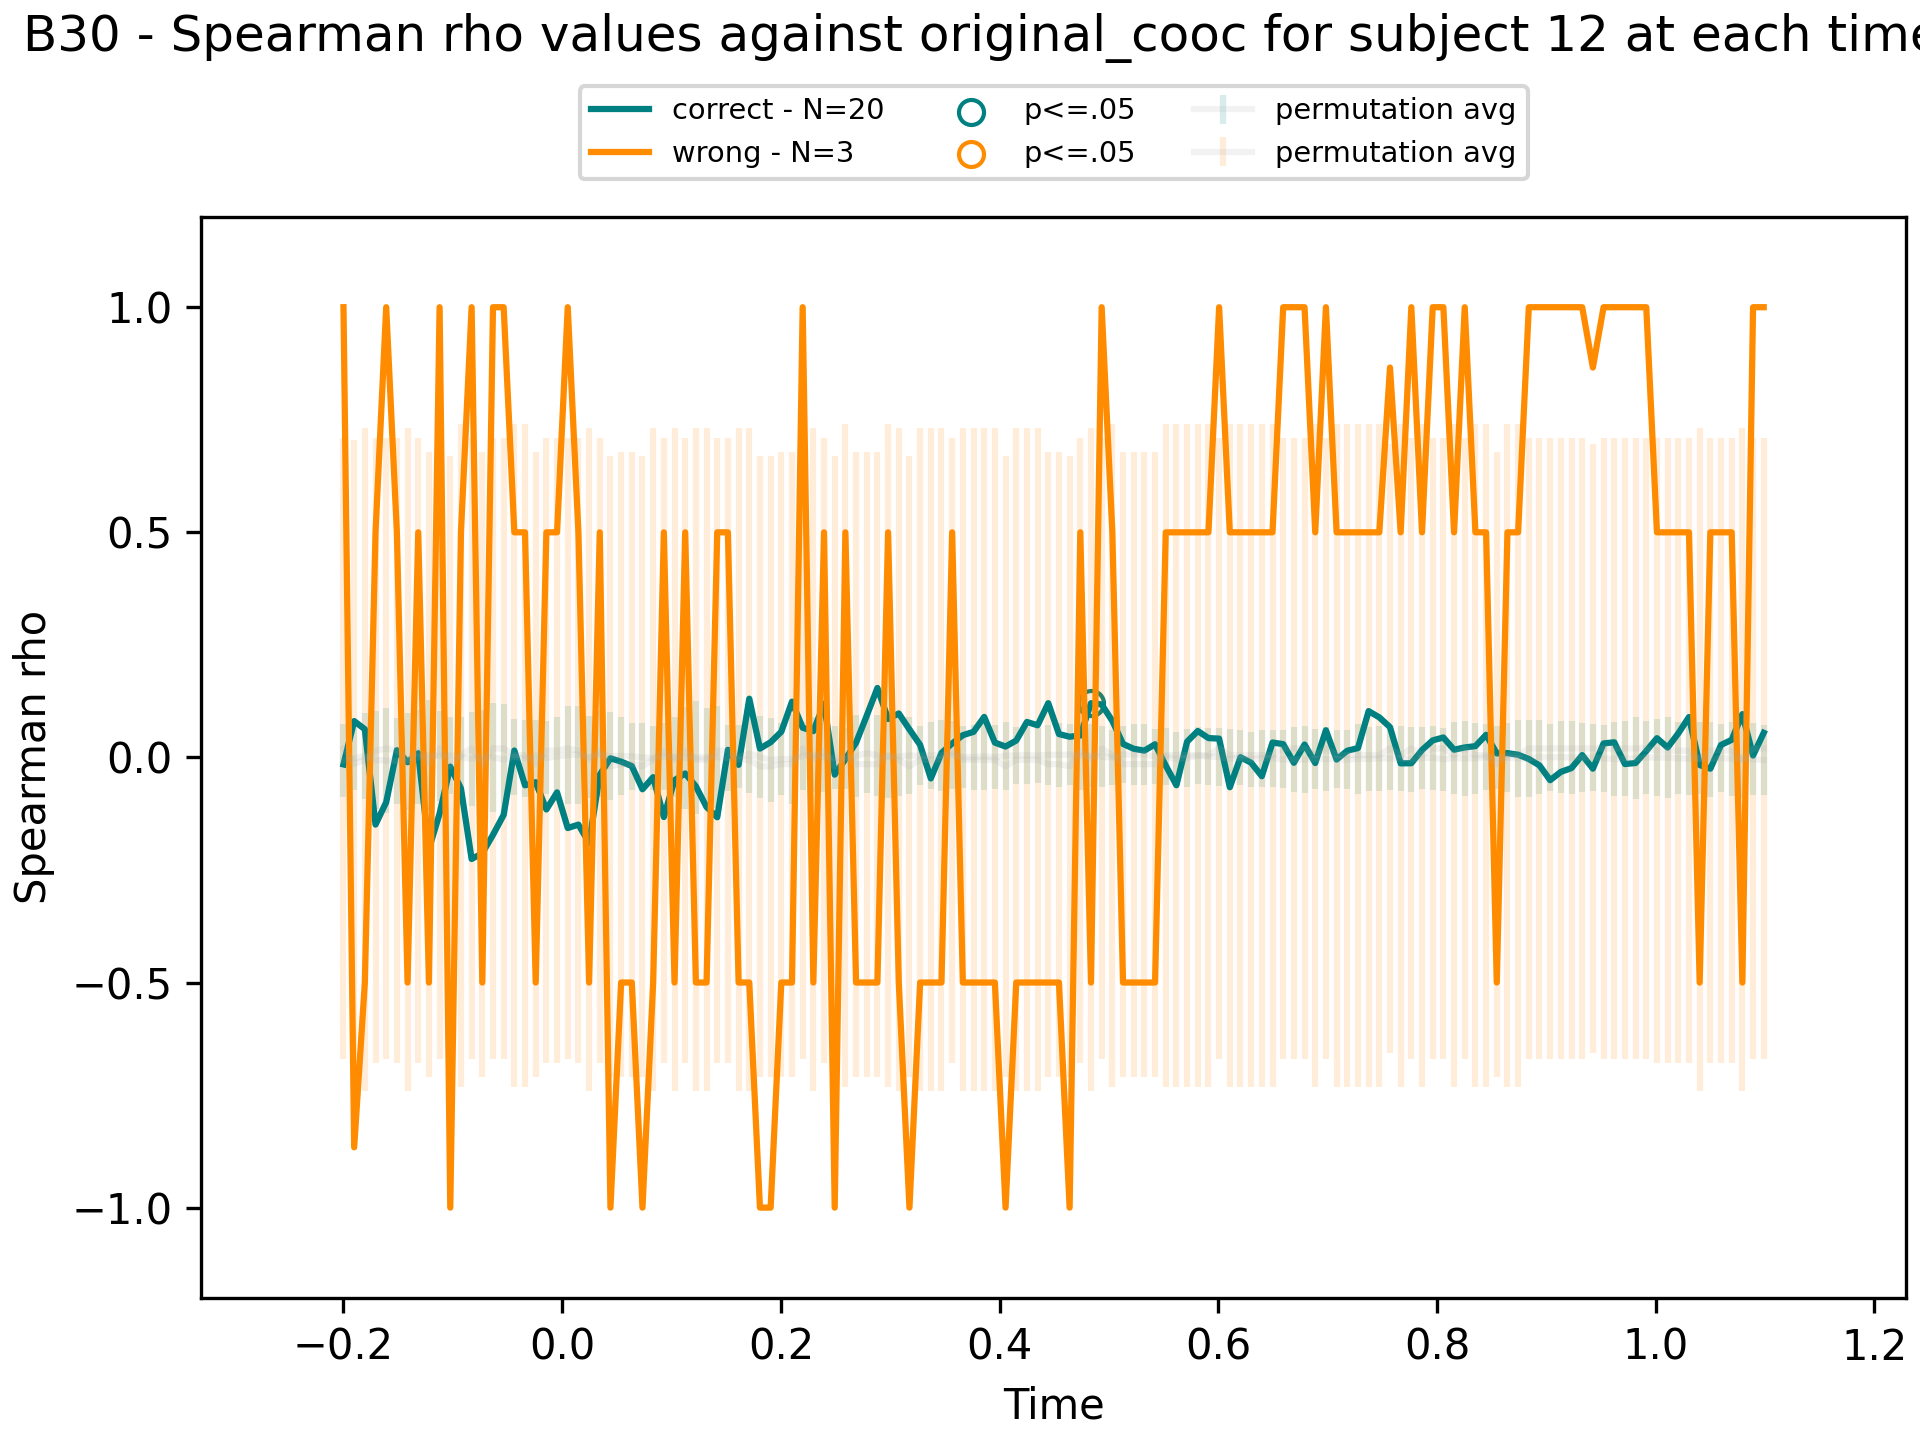 B30 - Spearman rho values against original_cooc for subject 12 at each time
correct - N=20
wrong - N=3
p<=.05
p<=.05
permutation avg
permutation avg
Spearman rho
1.0
0.5
0.0
−0.5
−1.0
−0.2 0.0 0.2 0.4 0.6 0.8 1.0 1.2
Time